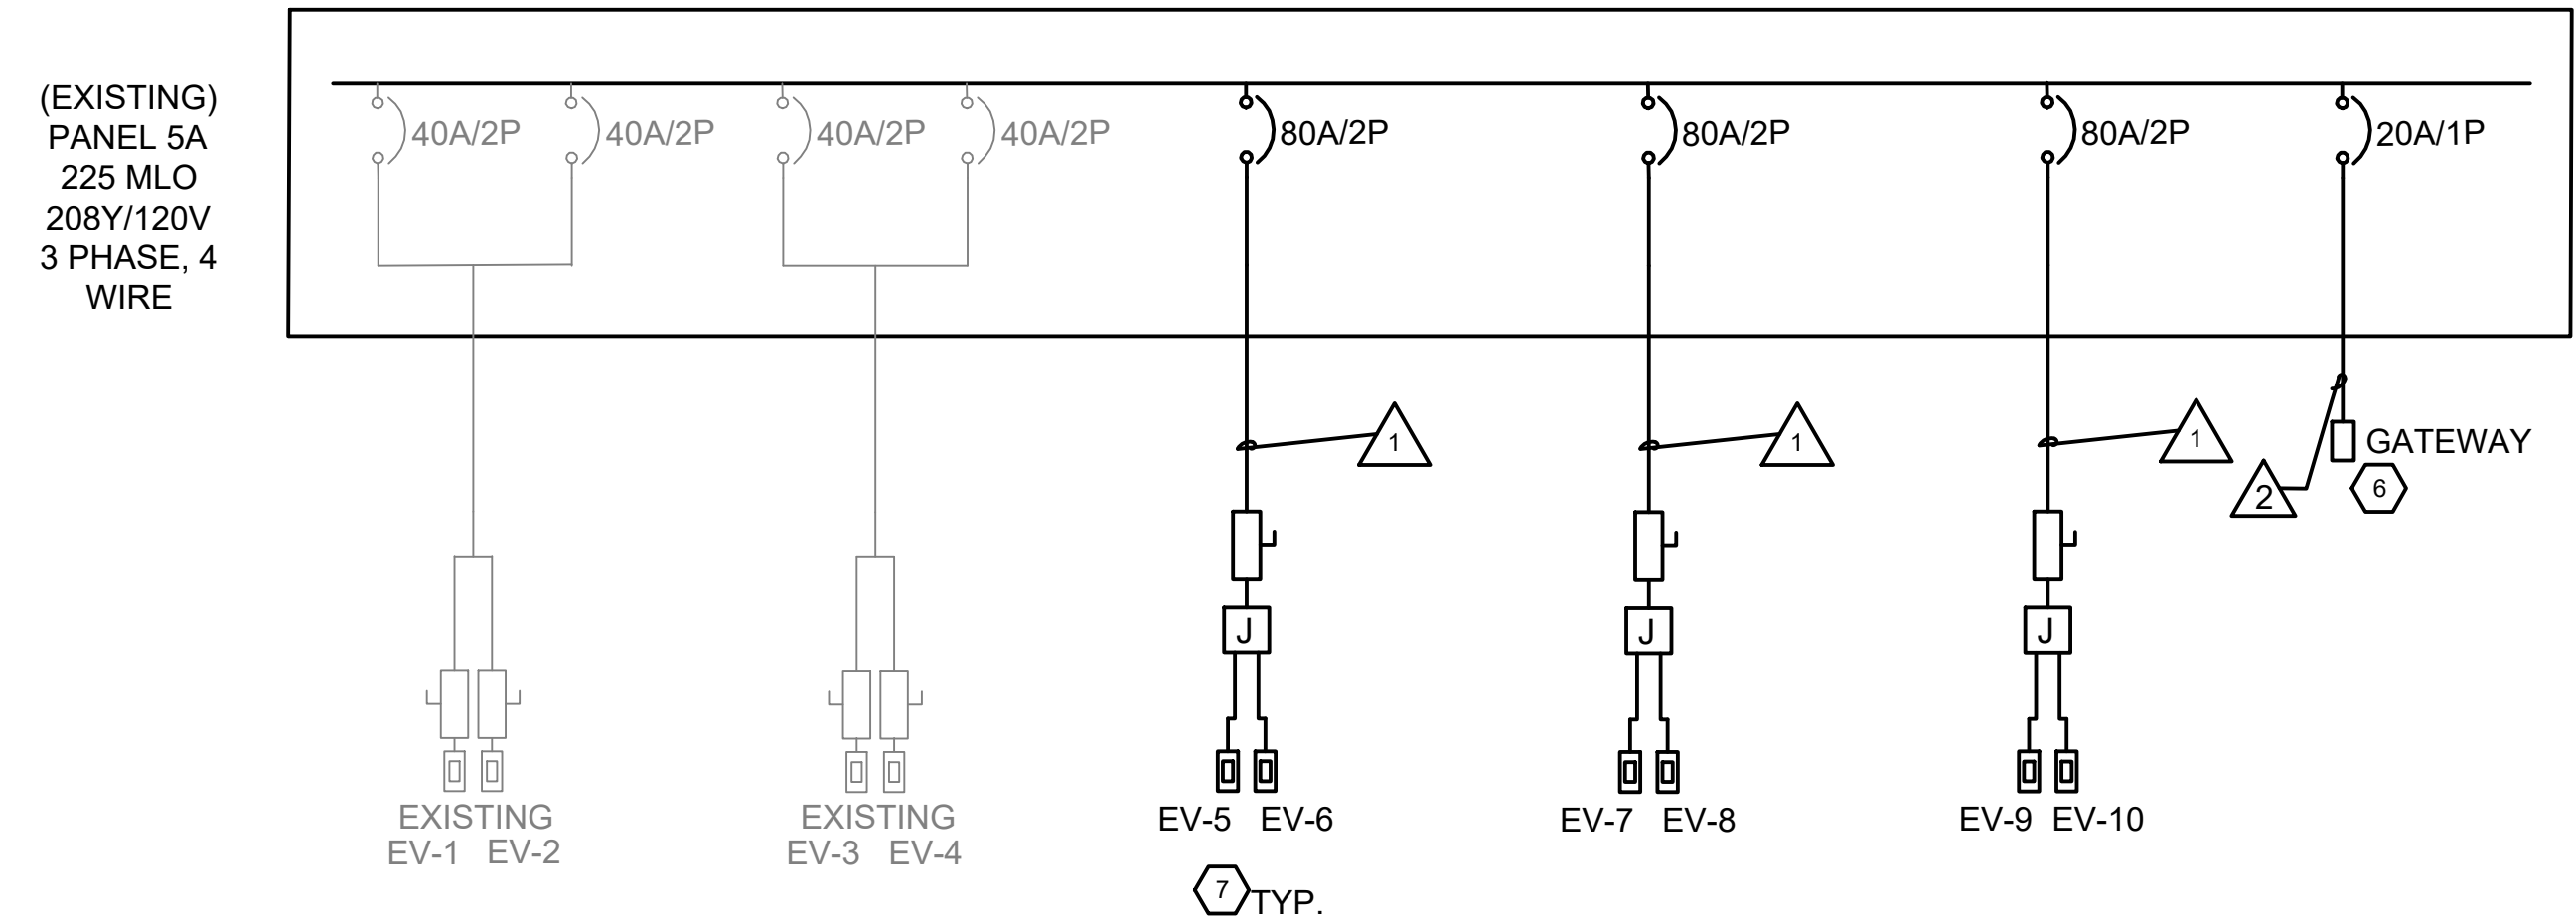 (EXISTING)
PANEL 5A
225 MLO
208Y/120V
3 PHASE, 4
WIRE
40A/2P
40A/2P
40A/2P
40A/2P
80A/2P
80A/2P
80A/2P
20A/1P
1
1
1
GATEWAY
2
6
J
J
J
EXISTING
EV-1 EV-2
EXISTING
EV-3 EV-4
EV-5 EV-6
EV-7 EV-8
EV-9 EV-10
7 TYP.